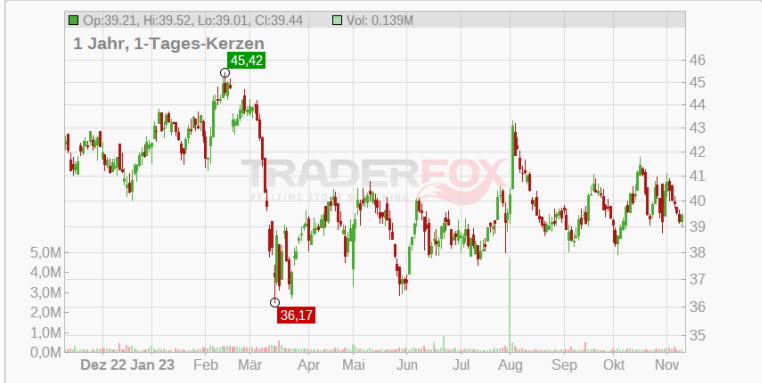 Op:39.21, Hi:39.52, Lo:39.01, Cl:39.44 Vol: 0.139M
1 Jahr, 1-Tages-Kerzen
45,42
46
45
44
43
42
41
40
39
38
37
36
35
TRADERFOX
5,0M
4,0M
3,0M
2,0M
1,0M
0,0M
36,17
Dez 22 Jan 23 Feb Mär Apr Mai Jun Jul Aug Sep Okt Nov